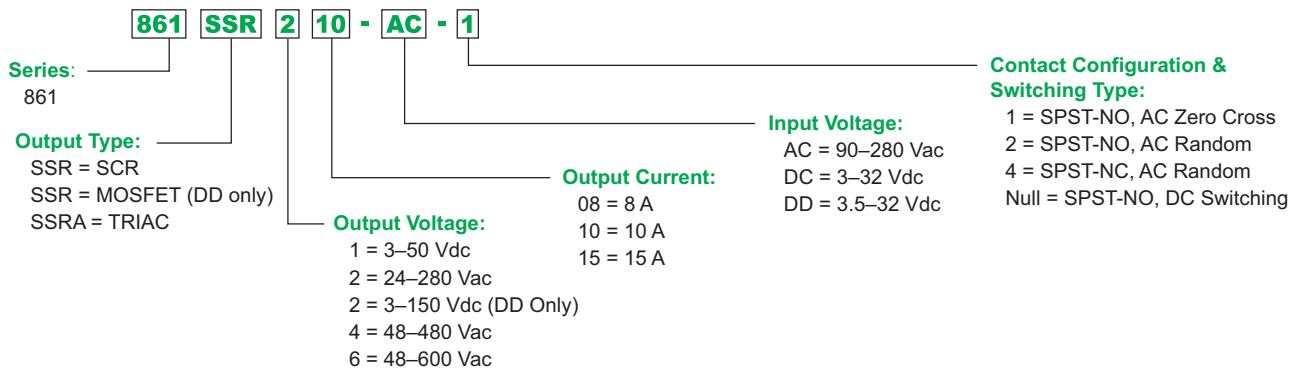 861 SSR 2 10 - AC - 1
Series:
861
Output Type:
SSR = SCR
SSR = MOSFET (DD only)
SSRA = TRIAC
Output Voltage:
1 = 3–50 Vdc
2 = 24–280 Vac
2 = 3–150 Vdc (DD Only)
4 = 48–480 Vac
6 = 48–600 Vac
Output Current:
08 = 8 A
10 = 10 A
15 = 15 A
Input Voltage:
AC = 90–280 Vac
DC = 3–32 Vdc
DD = 3.5–32 Vdc
Contact Configuration &
Switching Type:
1 = SPST-NO, AC Zero Cross
2 = SPST-NO, AC Random
4 = SPST-NC, AC Random
Null = SPST-NO, DC Switching